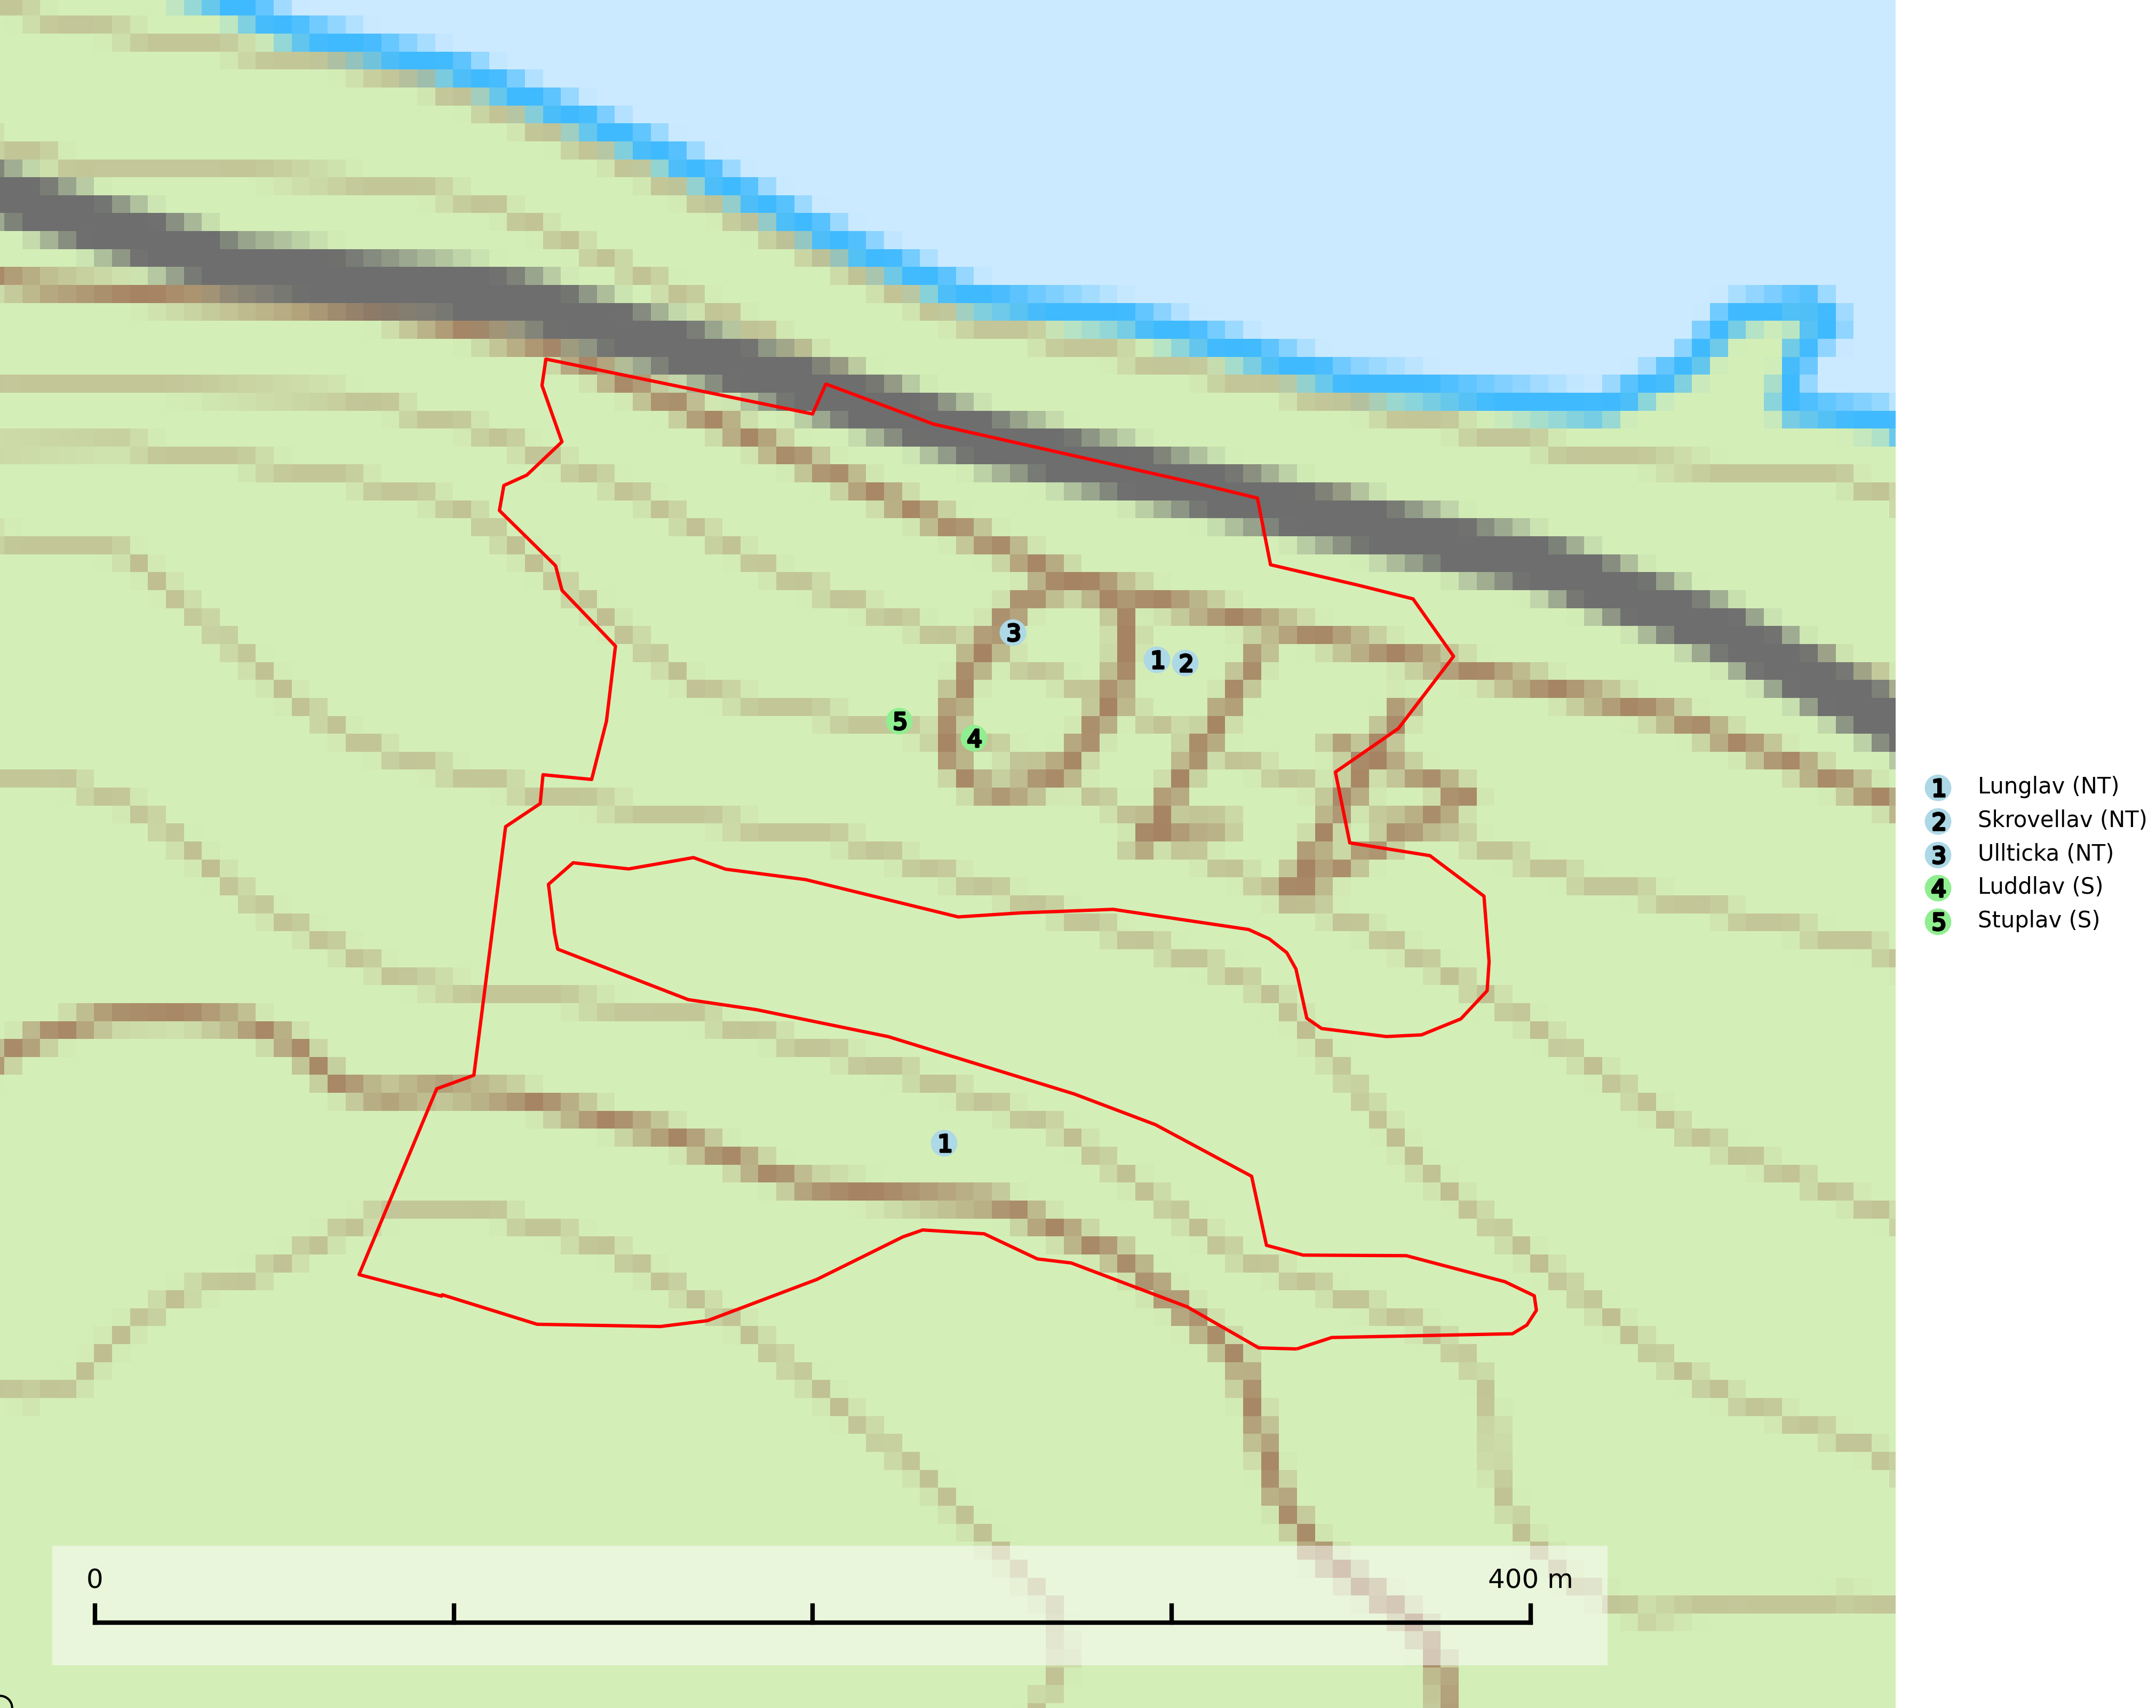 3
1 2
5
4
1 Lunglav (NT)
2 Skrovellav (NT)
3 Ullticka (NT)
4 Luddlav (S)
5 Stuplav (S)
1
0 400 m